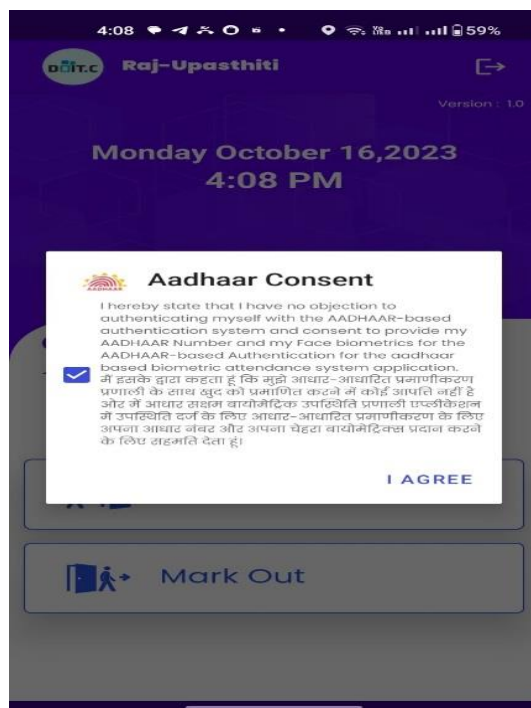 4:08 59%
DOIT.C Raj-Upasthiti
Version : 1.0
Monday October 16,2023
4:08 PM
AADHAAR
Aadhaar Consent
I hereby state that I have no objection to
authenticating myself with the AADHAAR-based
authentication system and consent to provide my
AADHAAR Number and my Face biometrics for the
AADHAAR-based Authentication for the aadhaar
based biometric attendance system application.
में इसके द्वारा कहता हूं कि मुझे आधार-आधारित प्रमाणीकरण
प्रणाली के साथ खुद को प्रमाणित करने में कोई आपत्ति नहीं है
और में आधार सक्षम बायोमेट्रिक उपस्थिति प्रणाली एप्लीकेशन
में उपस्थिति दर्ज के लिए आधार-आधारित प्रमाणीकरण के लिए
अपना आधार नंबर और अपना चेहरा बायोमेट्रिक्स प्रदान करने
के लिए सहमति देता हूं।
I AGREE
Mark Out